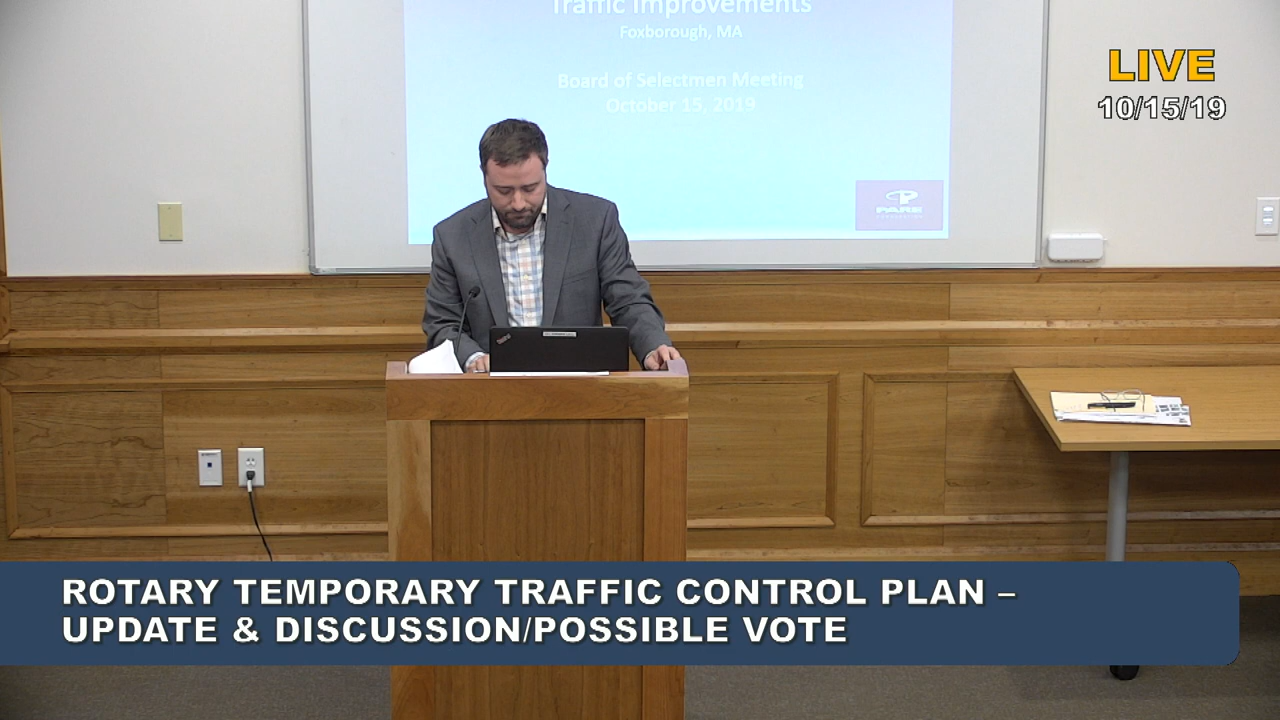 Traffic Improvements
Foxborough, MA
Board of Selectmen Meeting
October 15, 2019
PARE
LIVE
10/15/19
ROTARY TEMPORARY TRAFFIC CONTROL PLAN –
UPDATE & DISCUSSION/POSSIBLE VOTE